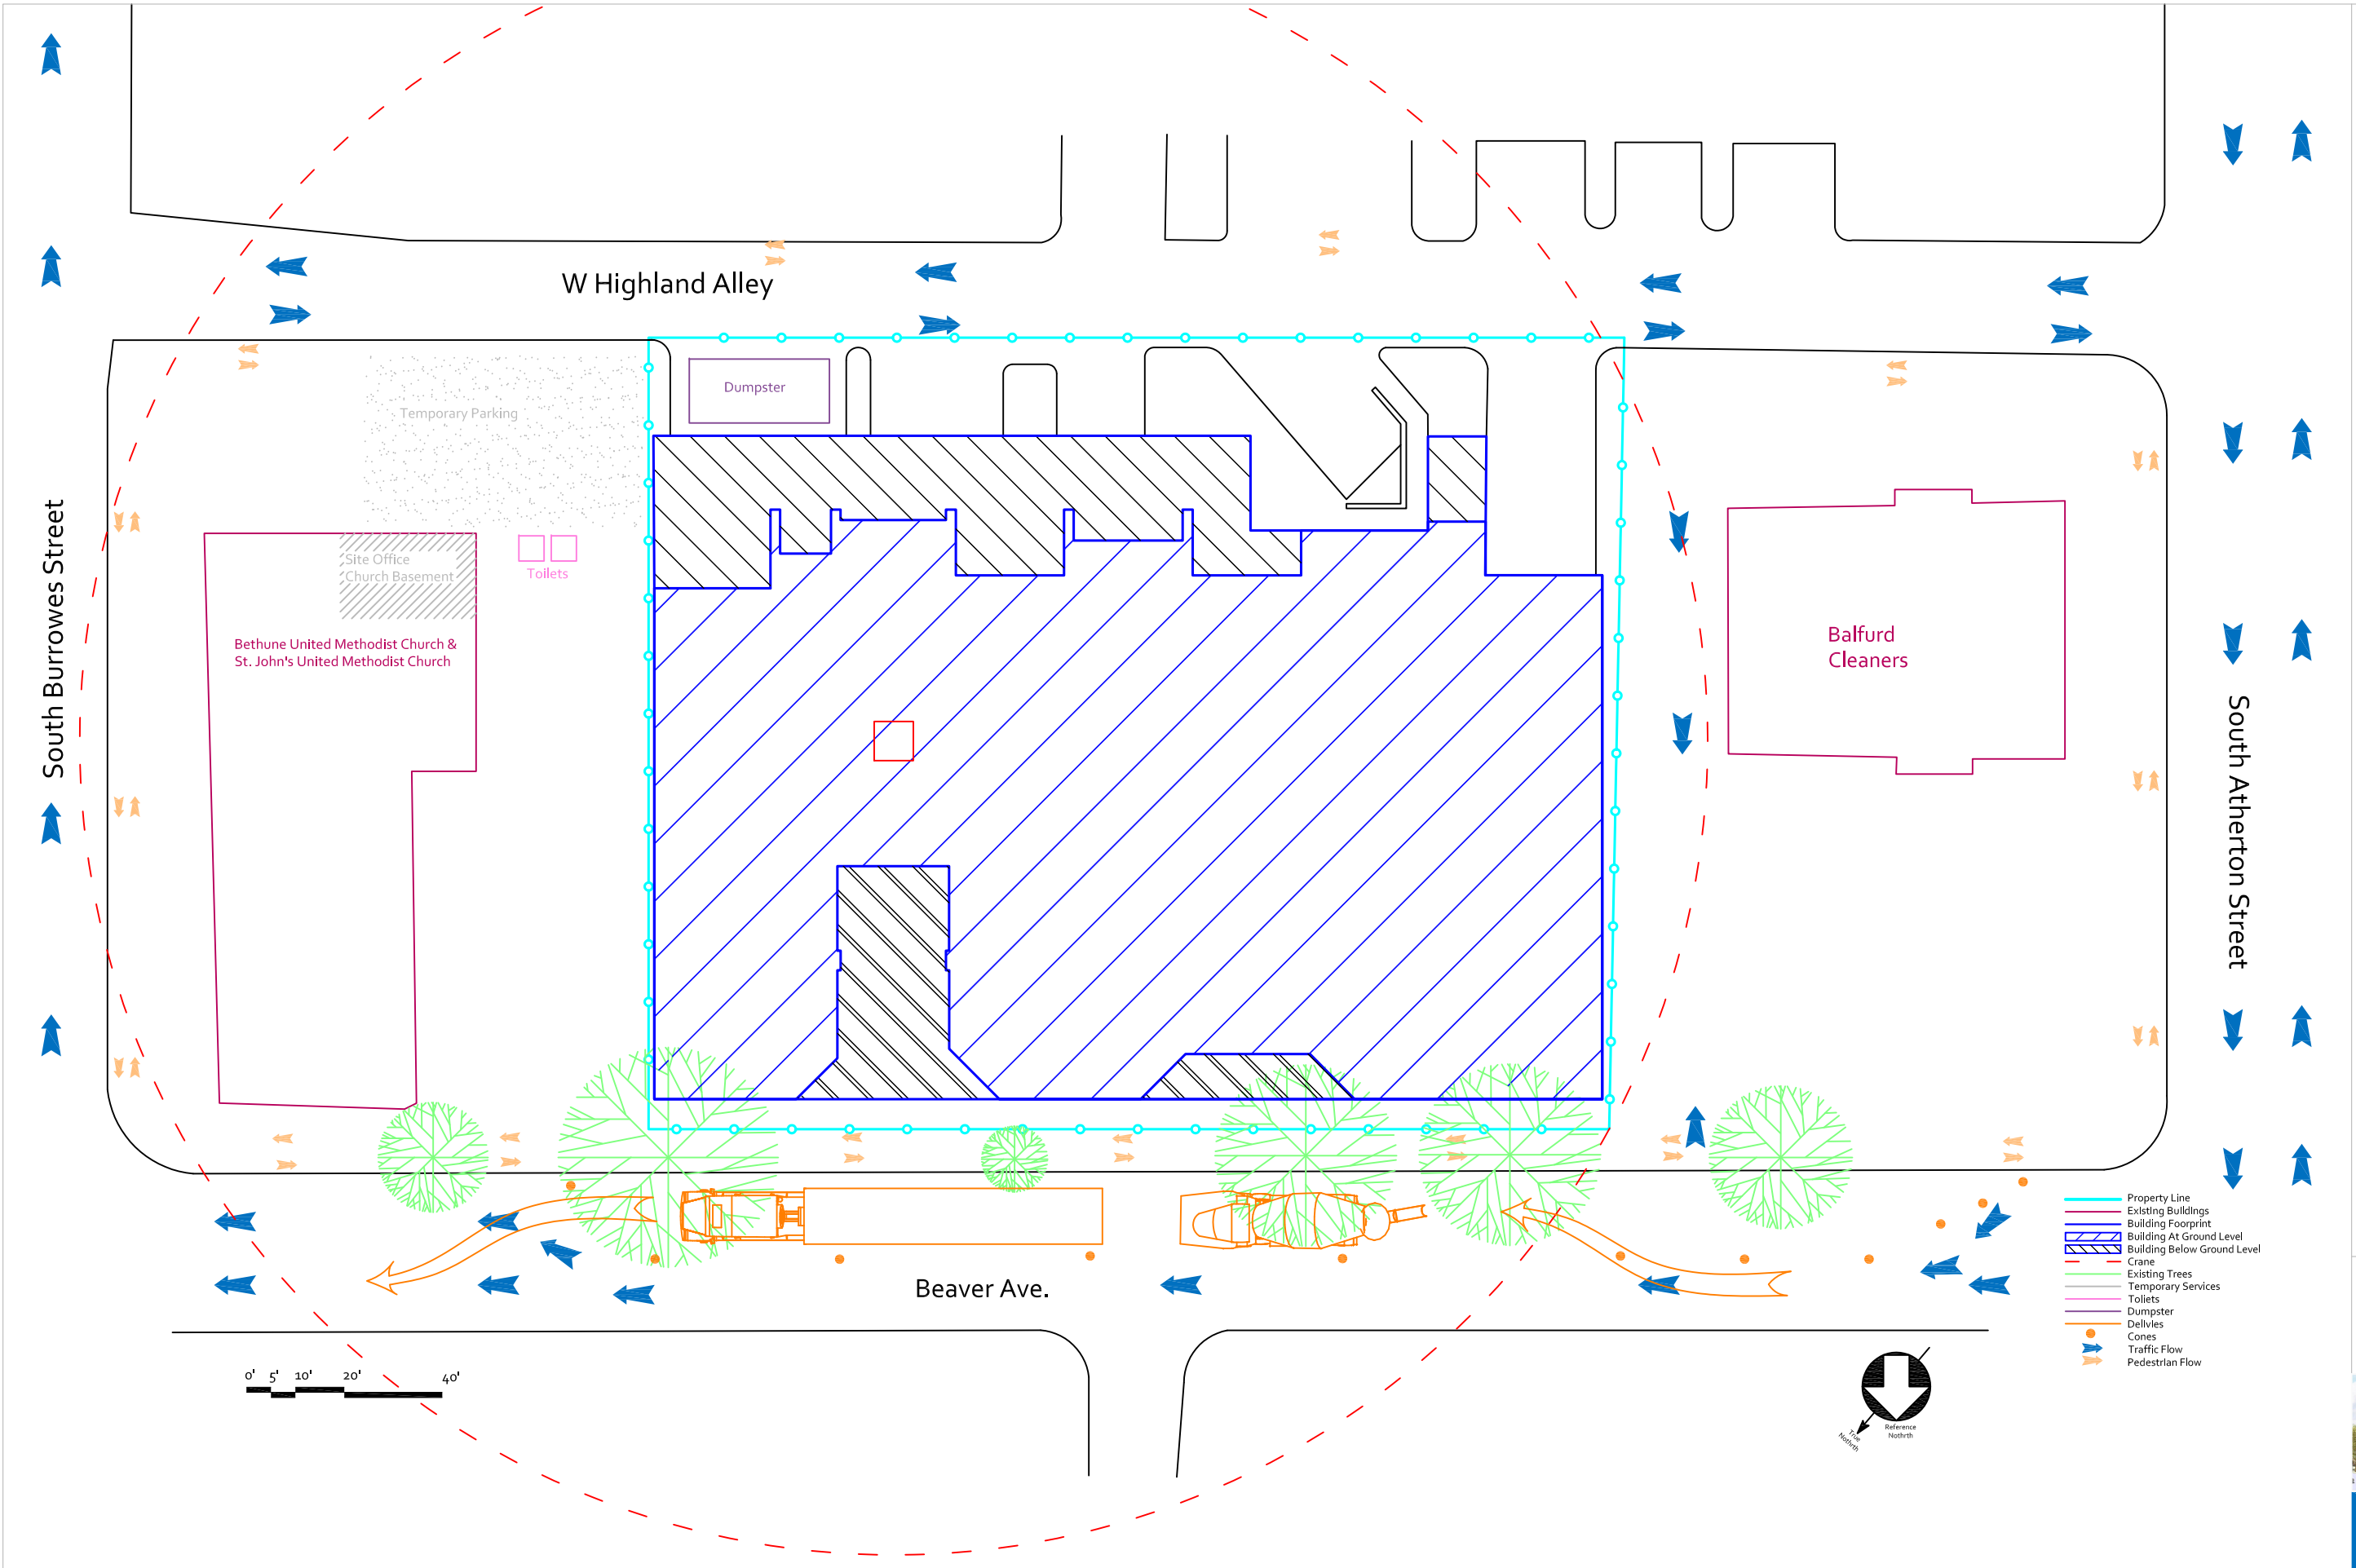 W Highland Alley
Dumpster
Temporary Parking
Site Office
Church Basement
Toilets
Bethune United Methodist Church &
St. John's United Methodist Church
Balfurd
Cleaners
South Burrowes Street
South Atherton Street
Beaver Ave.
0' 5' 10' 20' 40'
Property Line
Existing Buildings
Building Foorprint
Building At Ground Level
Building Below Ground Level
Crane
Existing Trees
Temporary Services
Toliets
Dumpster
Delivies
Cones
Traffic Flow
Pedestrian Flow
True
Nothrth
Reference
Nothrth